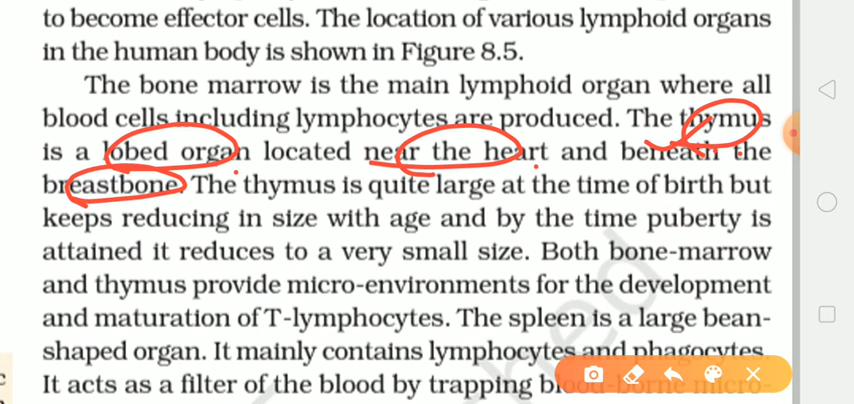 to become effector cells. The location of various lymphoid organs
in the human body is shown in Figure 8.5.
The bone marrow is the main lymphoid organ where all
blood cells including lymphocytes are produced. The thymus
is a lobed organ located near the heart and beneath the
breastbone. The thymus is quite large at the time of birth but
keeps reducing in size with age and by the time puberty is
attained it reduces to a very small size. Both bone-marrow
and thymus provide micro-environments for the development
and maturation of T-lymphocytes. The spleen is a large bean-
shaped organ. It mainly contains lymphocytes and phagocytes.
It acts as a filter of the blood by trapping blood-borne micro-